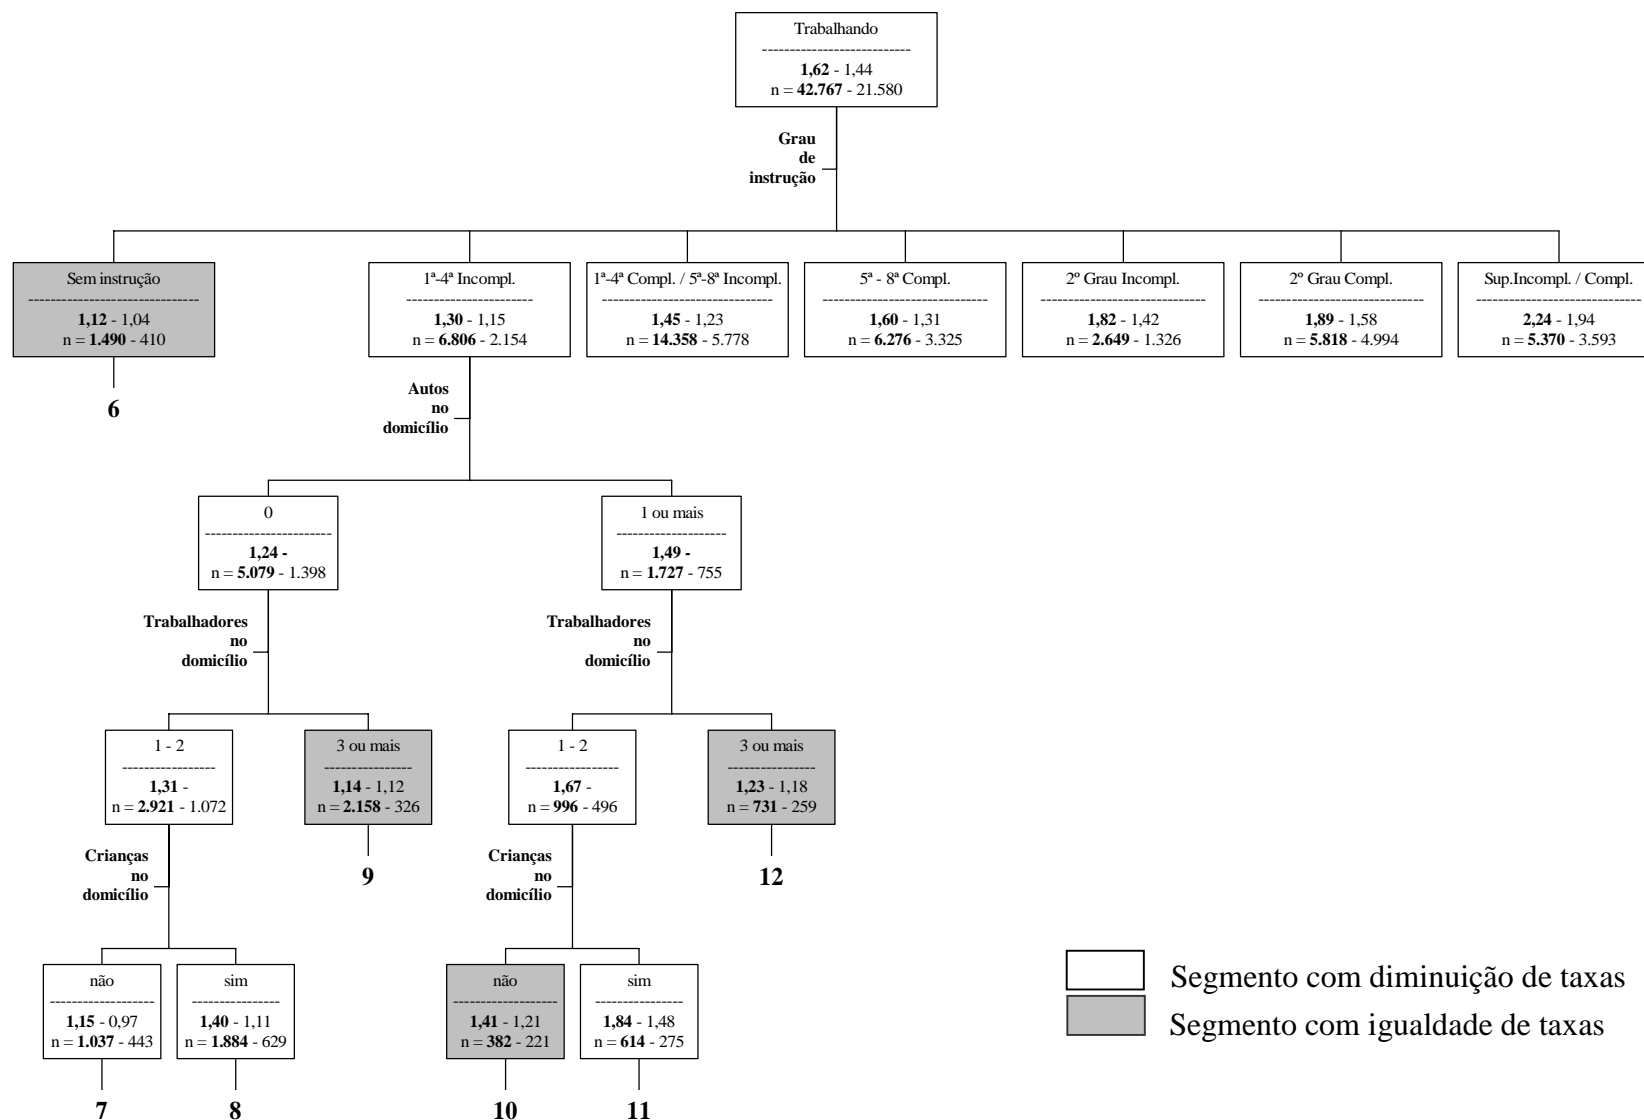 Trabalhando
---------------------------
1,62 - 1,44
n = 42.767 - 21.580
Grau
de
instrução
Sem instrução
-------------------------------
1,12 - 1,04
n = 1.490 - 410
6
1ª-4ª Incompl.
-----------------------
1,30 - 1,15
n = 6.806 - 2.154
1ª-4ª Compl. / 5ª-8ª Incompl.
------------------------------
1,45 - 1,23
n = 14.358 - 5.778
5ª - 8ª Compl.
------------------------------
1,60 - 1,31
n = 6.276 - 3.325
2º Grau Incompl.
------------------------------
1,82 - 1,42
n = 2.649 - 1.326
2º Grau Compl.
------------------------------
1,89 - 1,58
n = 5.818 - 4.994
Sup.Incompl. / Compl.
------------------------------
2,24 - 1,94
n = 5.370 - 3.593
Autos
no
domicílio
0
-----------------------
1,24 -
n = 5.079 - 1.398
1 ou mais
--------------------
1,49 -
n = 1.727 - 755
Trabalhadores
no
domicílio
Trabalhadores
no
domicílio
1 - 2
-----------------
1,31 -
n = 2.921 - 1.072
3 ou mais
----------------
1,14 - 1,12
n = 2.158 - 326
9
1 - 2
-----------------
1,67 -
n = 996 - 496
3 ou mais
----------------
1,23 - 1,18
n = 731 - 259
12
Crianças
no
domicílio
Crianças
no
domicílio
não
-------------------
1,15 - 0,97
n = 1.037 - 443
7
sim
----------------
1,40 - 1,11
n = 1.884 - 629
8
não
-------------------
1,41 - 1,21
n = 382 - 221
10
sim
----------------
1,84 - 1,48
n = 614 - 275
11
Segmento com diminuição de taxas
Segmento com igualdade de taxas